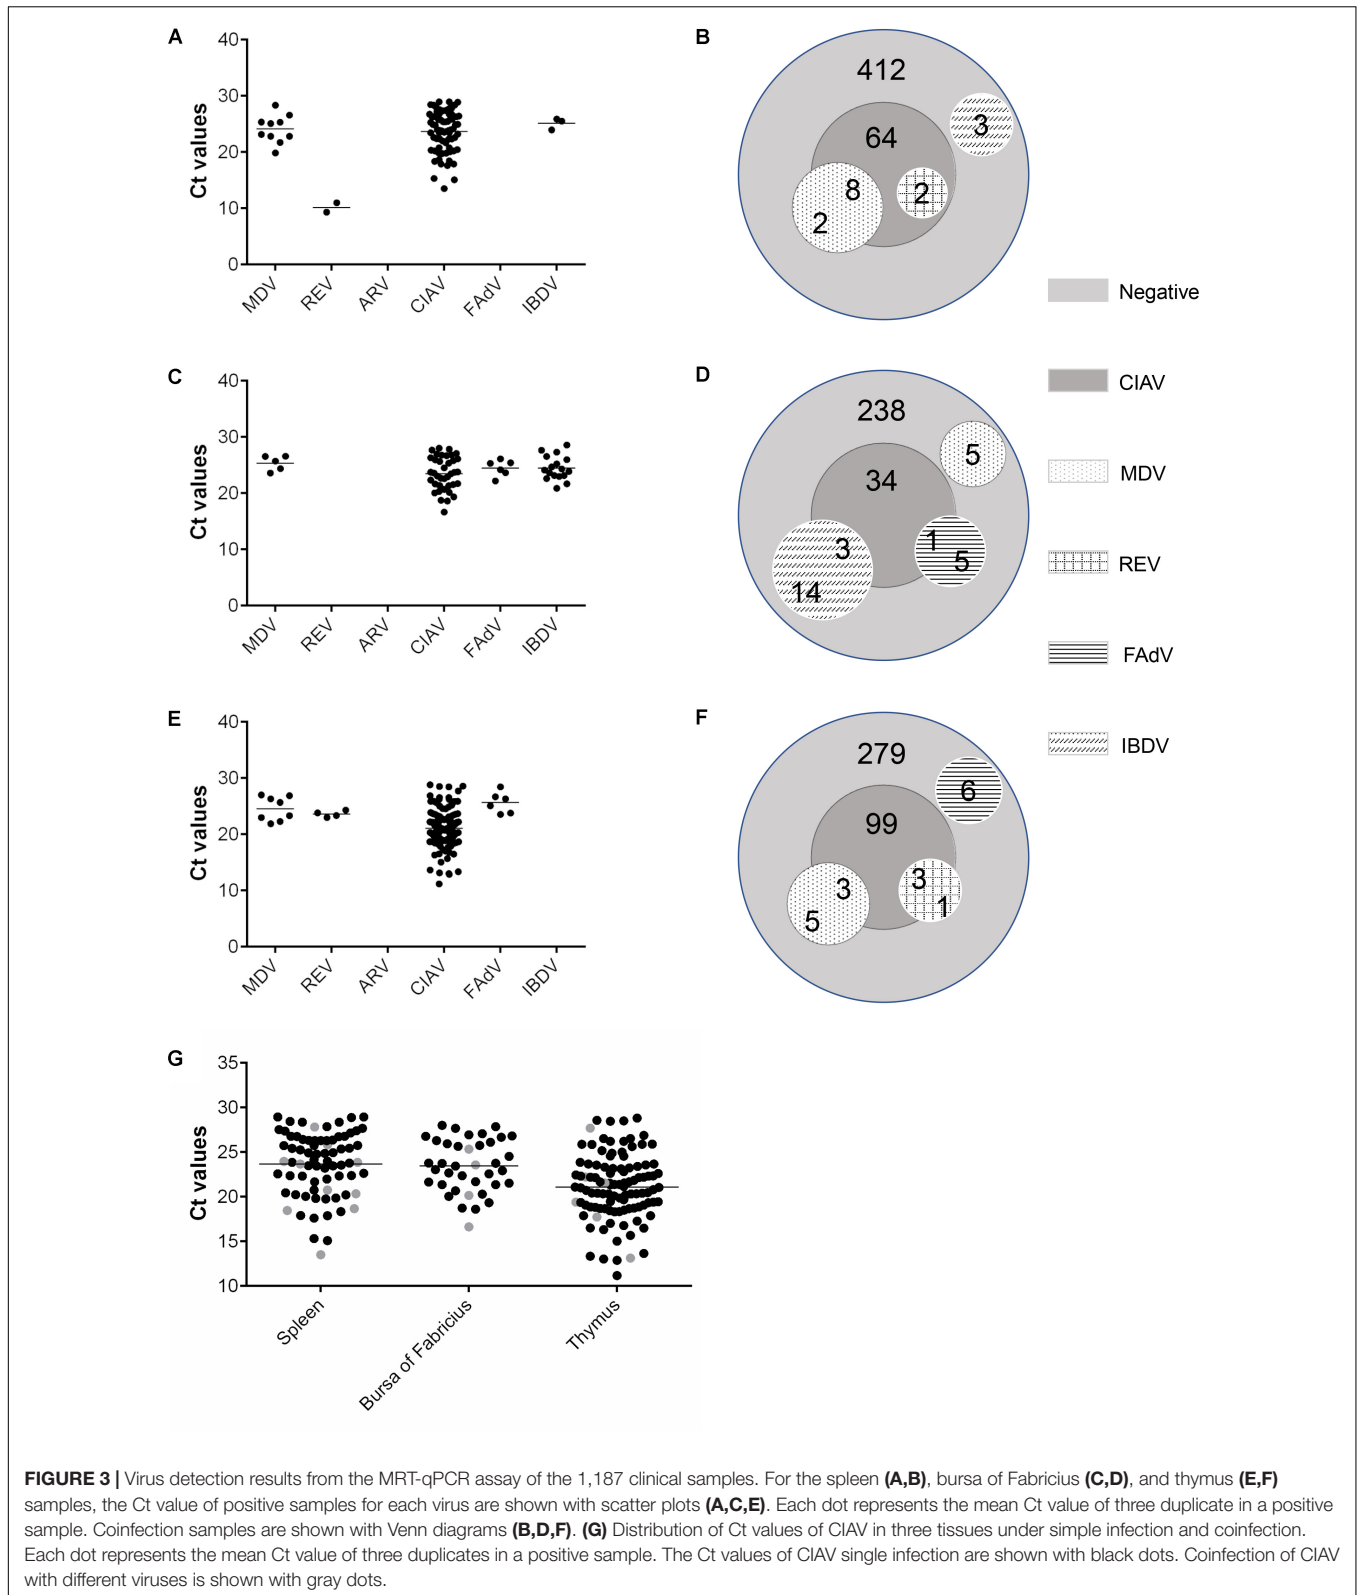 A
Ct values
40
30
20
10
0
MDV
REV
ARV
CIAV
FAdV
IBDV
B
412
64
3
8
2
2
Negative
CIAV
MDV
REV
FAdV
IBDV
C
Ct values
40
30
20
10
0
MDV
REV
ARV
CIAV
FAdV
IBDV
D
238
34
5
3
14
1
5
E
Ct values
40
30
20
10
0
MDV
REV
ARV
CIAV
FAdV
IBDV
F
279
99
6
3
5
3
1
G
Ct values
35
30
25
20
15
10
Spleen
Bursa of Fabricius
Thymus
FIGURE 3 | Virus detection results from the MRT-qPCR assay of the 1,187 clinical samples. For the spleen (A,B), bursa of Fabricius (C,D), and thymus (E,F)
samples, the Ct value of positive samples for each virus are shown with scatter plots (A,C,E). Each dot represents the mean Ct value of three duplicate in a positive
sample. Coinfection samples are shown with Venn diagrams (B,D,F). (G) Distribution of Ct values of CIAV in three tissues under simple infection and coinfection.
Each dot represents the mean Ct value of three duplicates in a positive sample. The Ct values of CIAV single infection are shown with black dots. Coinfection of CIAV
with different viruses is shown with gray dots.